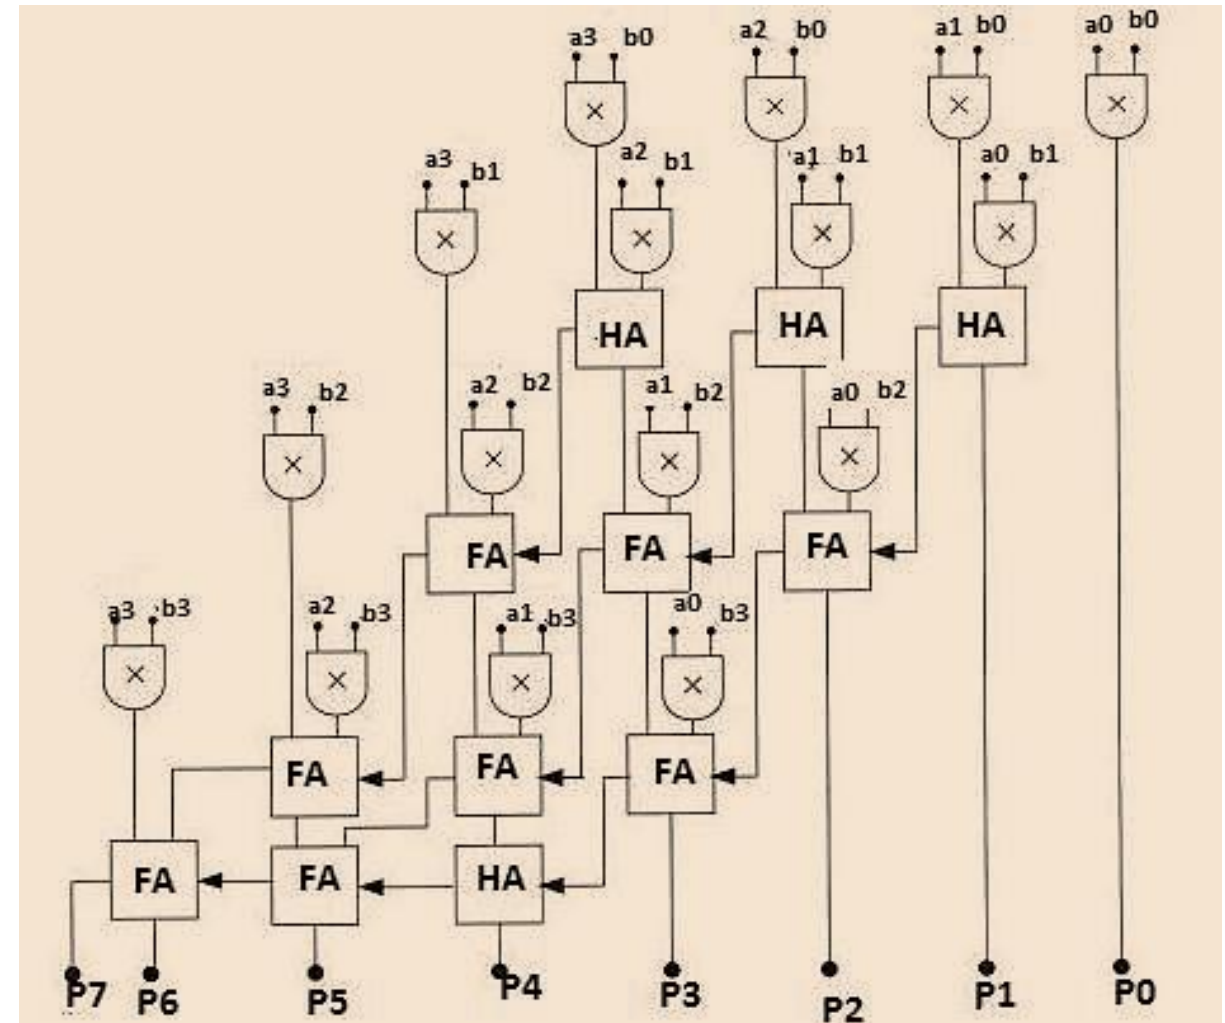 a3 b0 a2 b0 a1 b0 a0 b0
×
×
×
×
a3 b1 a2 b1 a1 b1 a0 b1
×
×
×
×
HA HA HA
a3 b2 a2 b2 a1 b2 a0 b2
×
×
×
×
FA FA FA
a3 b3 a2 b3 a1 b3 a0 b3
×
×
×
×
FA FA FA
FA FA HA
P7 P6 P5 P4 P3 P2 P1 P0